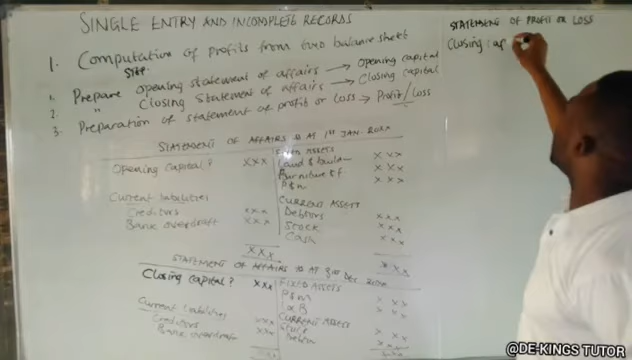 SINGLE ENTRY AND INCOMPLETE RECORDS
1. Computation of profits from two balance sheet
Step
1. Prepare opening statement of affairs → opening capital
2. " Closing Statement of affairs → Closing capital
3. Preparation of statement of profit or Loss → Profit/Loss
STATEMENT OF AFFAIRS AS AT 1ST JAN 20XX
Opening capital? XXX
FIXED ASSETS
XXX
Furniture & f XXX
P&M XXX
Current liabilities
Creditors XXX
Bank overdraft XXX
XXX
CURRENT ASSET
Debtors XXX
Stock XXX
Cash XXX
XXX
STATEMENT OF AFFAIRS AS AT 31st DEC 20XX
Closing capital? XXX
FIXED ASSETS
P&M XXX
XXX
Current liabilities
Creditors XXX
Bank overdraft XXX
XXX
CURRENT ASSETS
Stock XXX
Debtors XXX
STATEMENT OF PROFIT OR LOSS
Closing
@DE-KINGS TUTOR